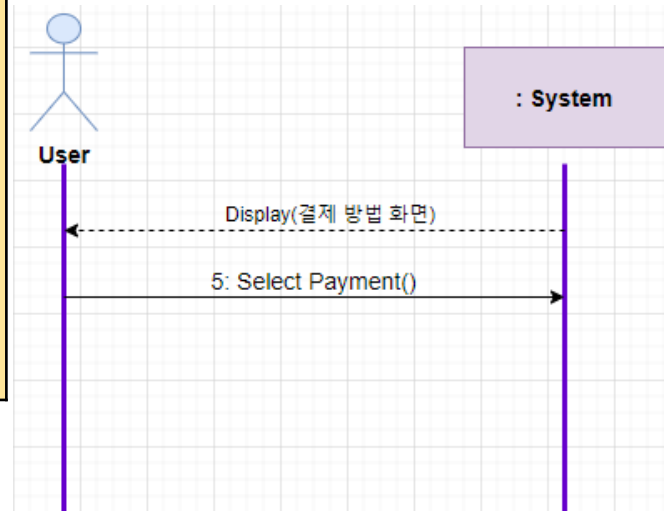 User
: System
Display(결제 방법 화면)
5: Select Payment()